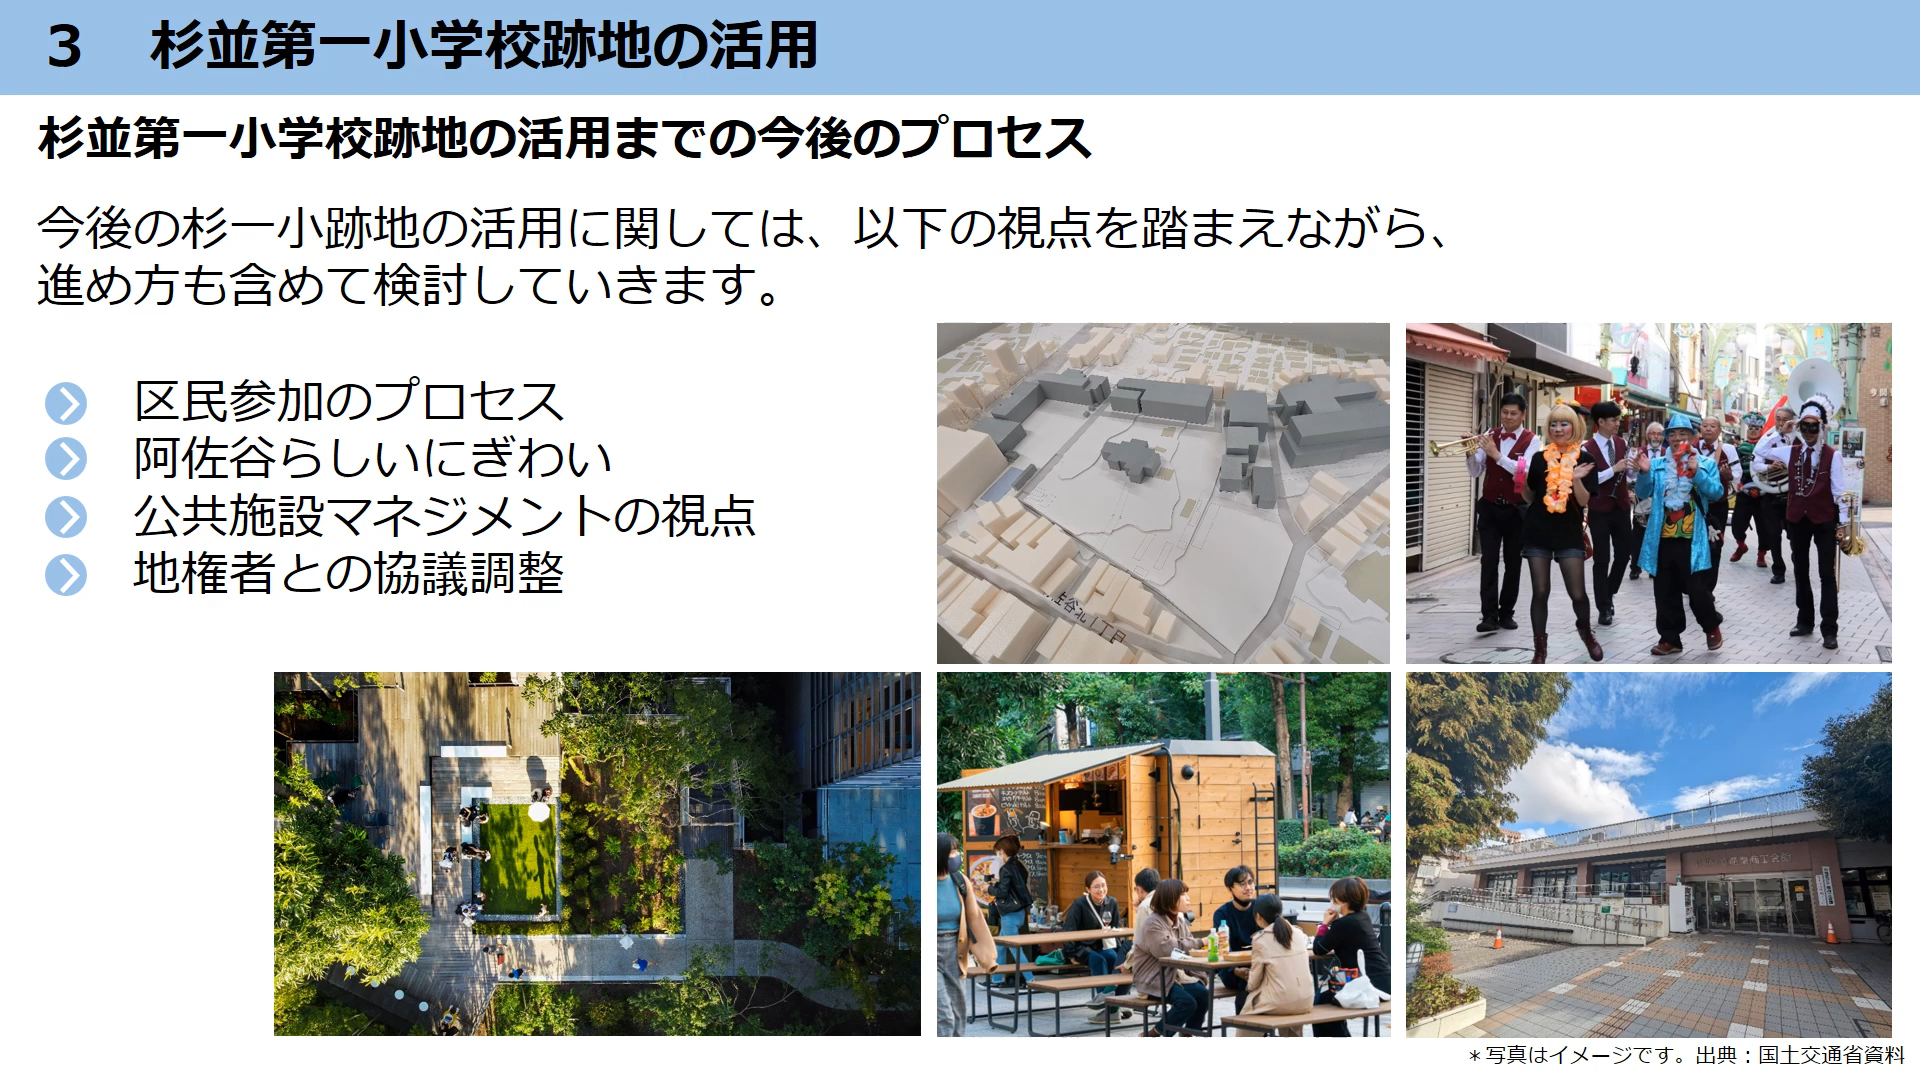 3 杉並第一小学校跡地の活用
杉並第一小学校跡地の活用までの今後のプロセス
今後の杉一小跡地の活用に関しては、以下の視点を踏まえながら、
進め方も含めて検討していきます。
区民参加のプロセス
阿佐谷らしいにぎわい
公共施設マネジメントの視点
地権者との協議調整
佐谷北1丁目
＊写真はイメージです。出典：国土交通省資料